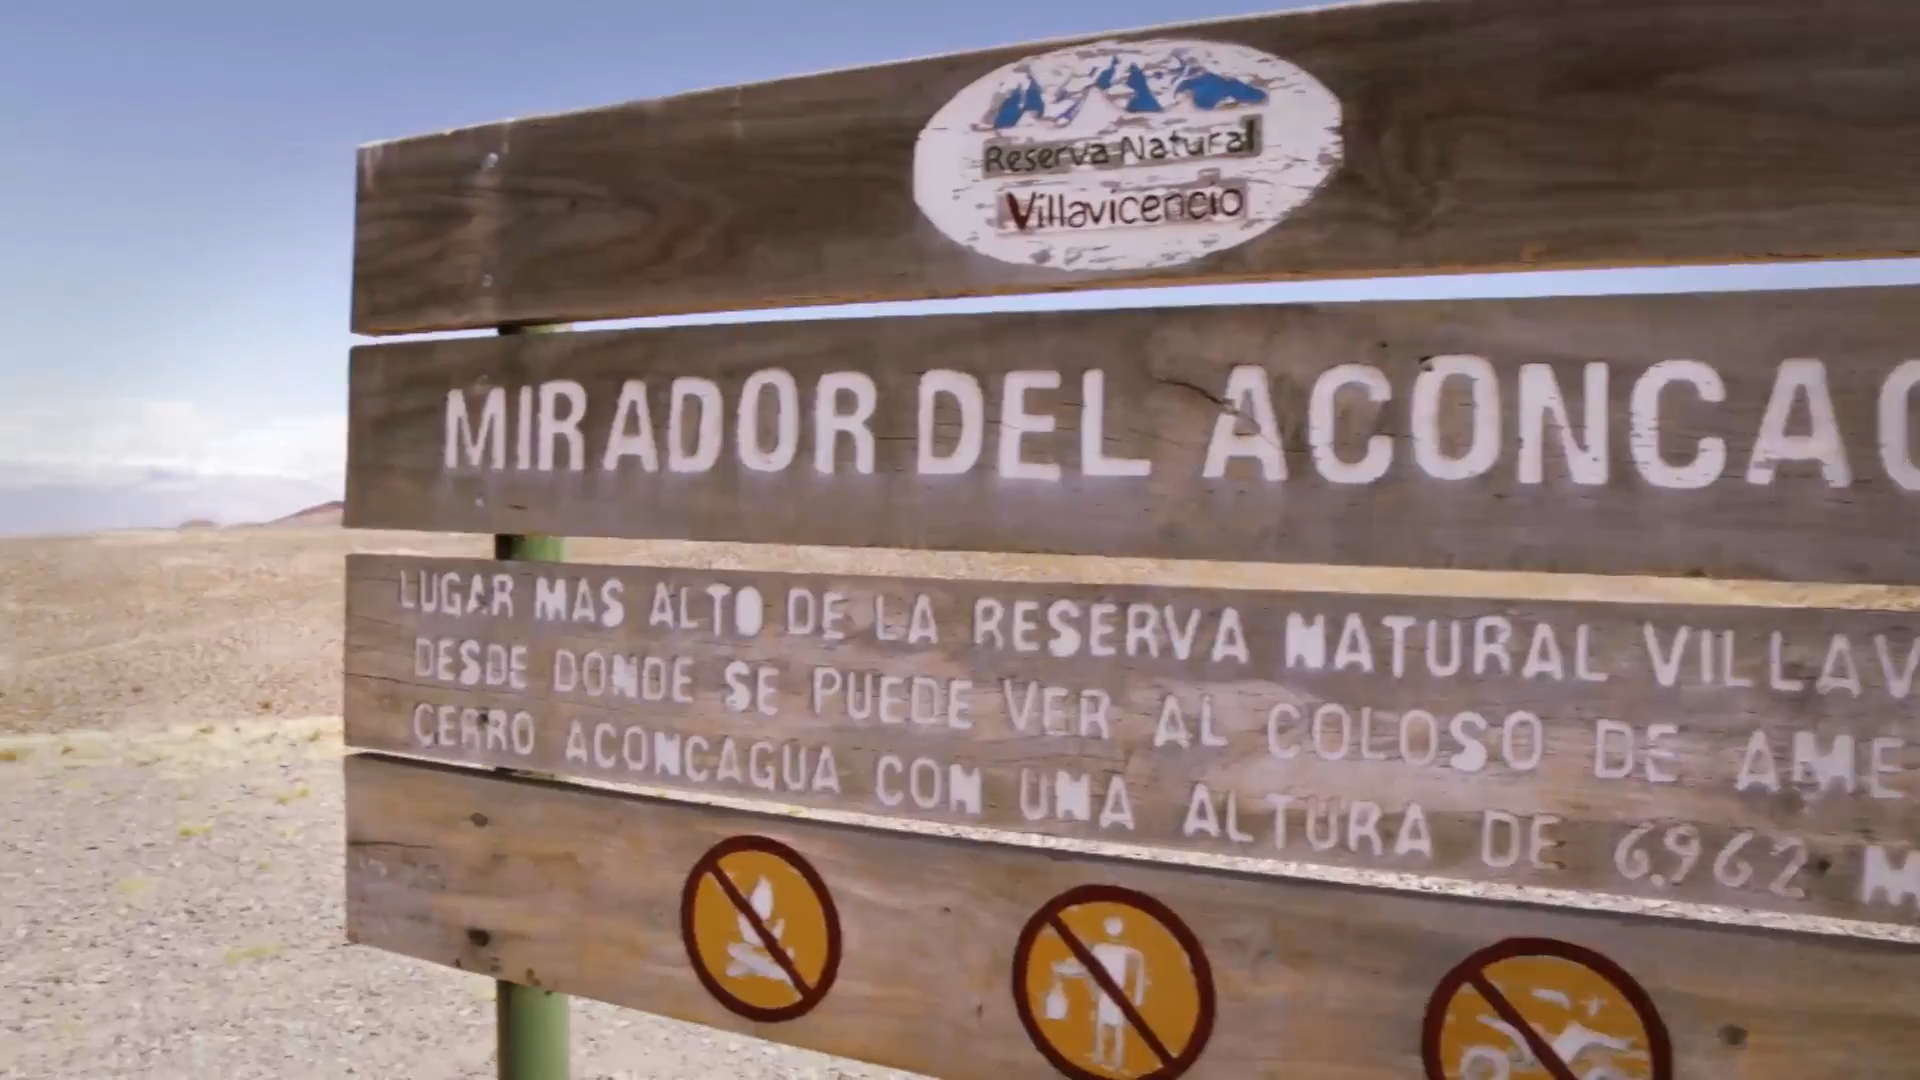 Reserva Natural
Villavicencio
MIRADOR DEL ACONCAG
LUGAR MAS ALTO DE LA RESERVA NATURAL VILLAV
DESDE DONDE SE PUEDE VER AL COLOSO DE AME
CERRO ACONCAGUA CON UNA ALTURA DE 6.962 M